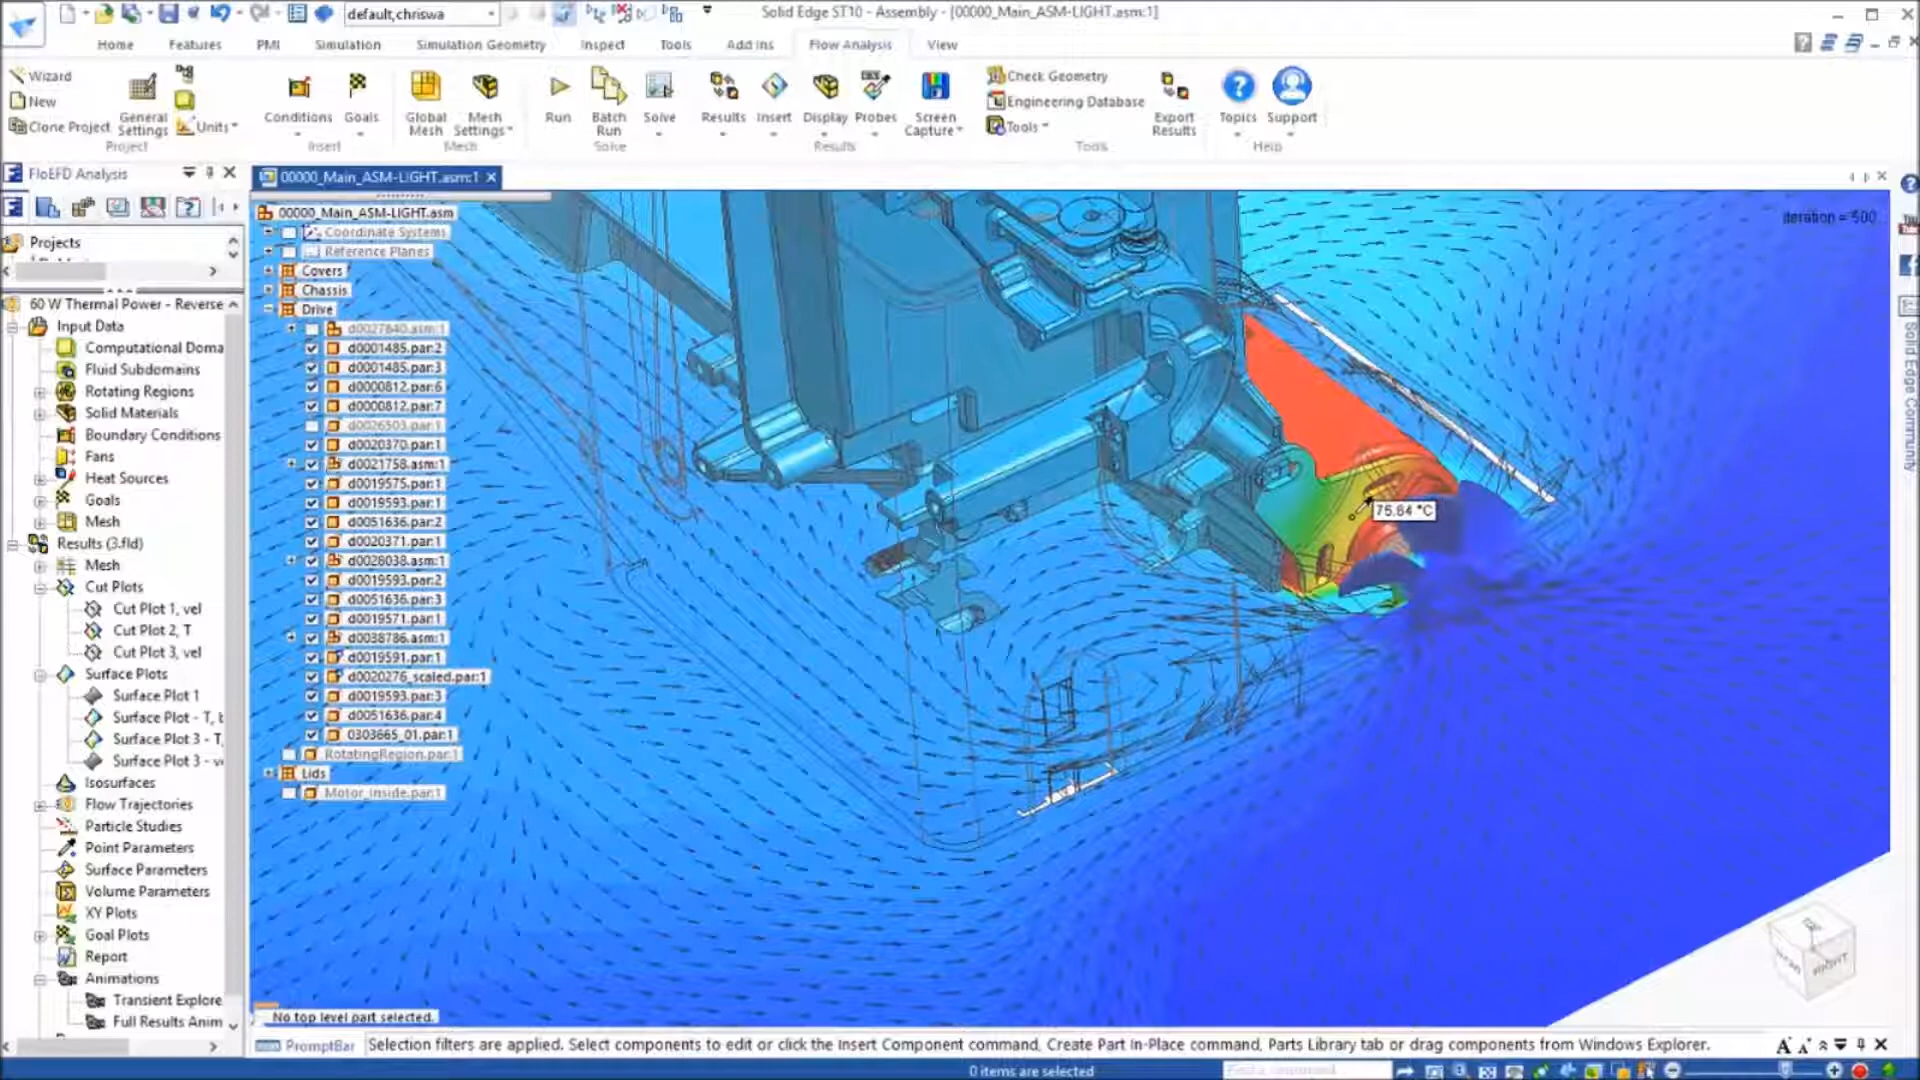 default,chriswa
Solid Edge ST10 - Assembly - [00000_Main_ASM-LIGHT.asm:1]
Home Features PMI Simulation Simulation Geometry Inspect Tools Add Ins Flow Analysis View
Wizard
New
Clone Project
General Settings
Units
Project
Conditions
Goals
Insert
Global Mesh
Mesh Settings
Mesh
Run
Batch Run
Solve
Solve
Results
Insert
Display
Probes
Screen Capture
Results
Check Geometry
Engineering Database
Tools
Export Results
Tools
Topics
Support
Help
FloEFD Analysis
00000_Main_ASM-LIGHT.asm:1
Projects
60 W Thermal Power - Reverse
Input Data
Computational Doma
Fluid Subdomains
Rotating Regions
Solid Materials
Boundary Conditions
Fans
Heat Sources
Goals
Mesh
Results (3.fld)
Mesh
Cut Plots
Cut Plot 1, vel
Cut Plot 2, T
Cut Plot 3, vel
Surface Plots
Surface Plot 1
Surface Plot - T, b
Surface Plot 3 - T,
Surface Plot 3 - v
Isosurfaces
Flow Trajectories
Particle Studies
Point Parameters
Surface Parameters
Volume Parameters
XY Plots
Goal Plots
Report
Animations
Transient Explore
Full Results Anim
00000_Main_ASM-LIGHT.asm
Coordinate Systems
Reference Planes
Covers
Chassis
Drive
d0027840.asm:1
d0001485.par:2
d0001485.par:3
d0000812.par:6
d0000812.par:7
d0026503.par:1
d0020370.par:1
d0021758.asm:1
d0019575.par:1
d0019593.par:1
d0051636.par:2
d0020371.par:1
d0028038.asm:1
d0019593.par:2
d0051636.par:3
d0019571.par:1
d0038786.asm:1
d0019591.par:1
d0020276_scaled.par:1
d0019593.par:3
d0051636.par:4
0303665_01.par:1
RotatingRegion.par:1
Lids
Motor_inside.par:1
iteration = 500
75.84 °C
RIGHT
Solid Edge Community
No top level part selected.
PromptBar
Selection filters are applied. Select components to edit or click the Insert Component command, Create Part In-Place command, Parts Library tab or drag components from Windows Explorer.
0 items are selected
Find a command